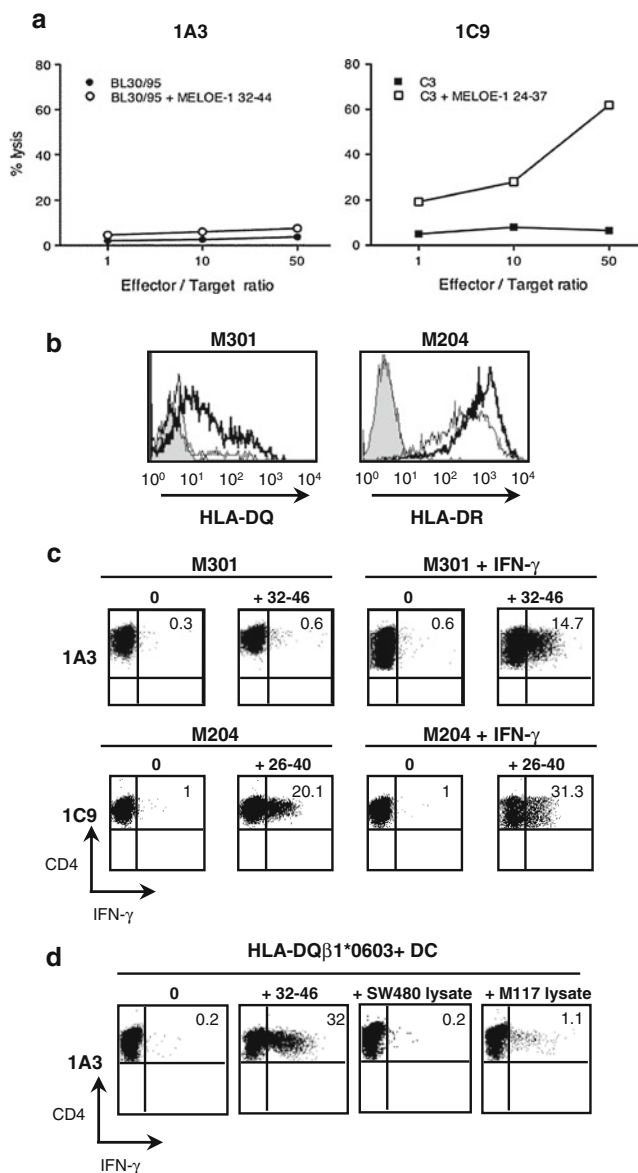 a
1A3
1C9
% lysis
80
60
40
20
0
BL30/95
BL30/95 + MELOE-1 32-44
1
10
50
Effector / Target ratio
80
60
40
20
0
C3
C3 + MELOE-1 24-37
1
10
50
Effector / Target ratio
b
M301
M204
10⁰ 10¹ 10² 10³ 10⁴
10⁰ 10¹ 10² 10³ 10⁴
HLA-DQ
HLA-DR
c
M301
M301 + IFN-γ
0
+ 32-46
0
+ 32-46
1A3
0.3
0.6
0.6
14.7
M204
M204 + IFN-γ
0
+ 26-40
0
+ 26-40
1C9
1
20.1
1
31.3
CD4
IFN-γ
d
HLA-DQβ1*0603+ DC
0
+ 32-46
+ SW480 lysate
+ M117 lysate
1A3
0.2
32
0.2
1.1
CD4
IFN-γ